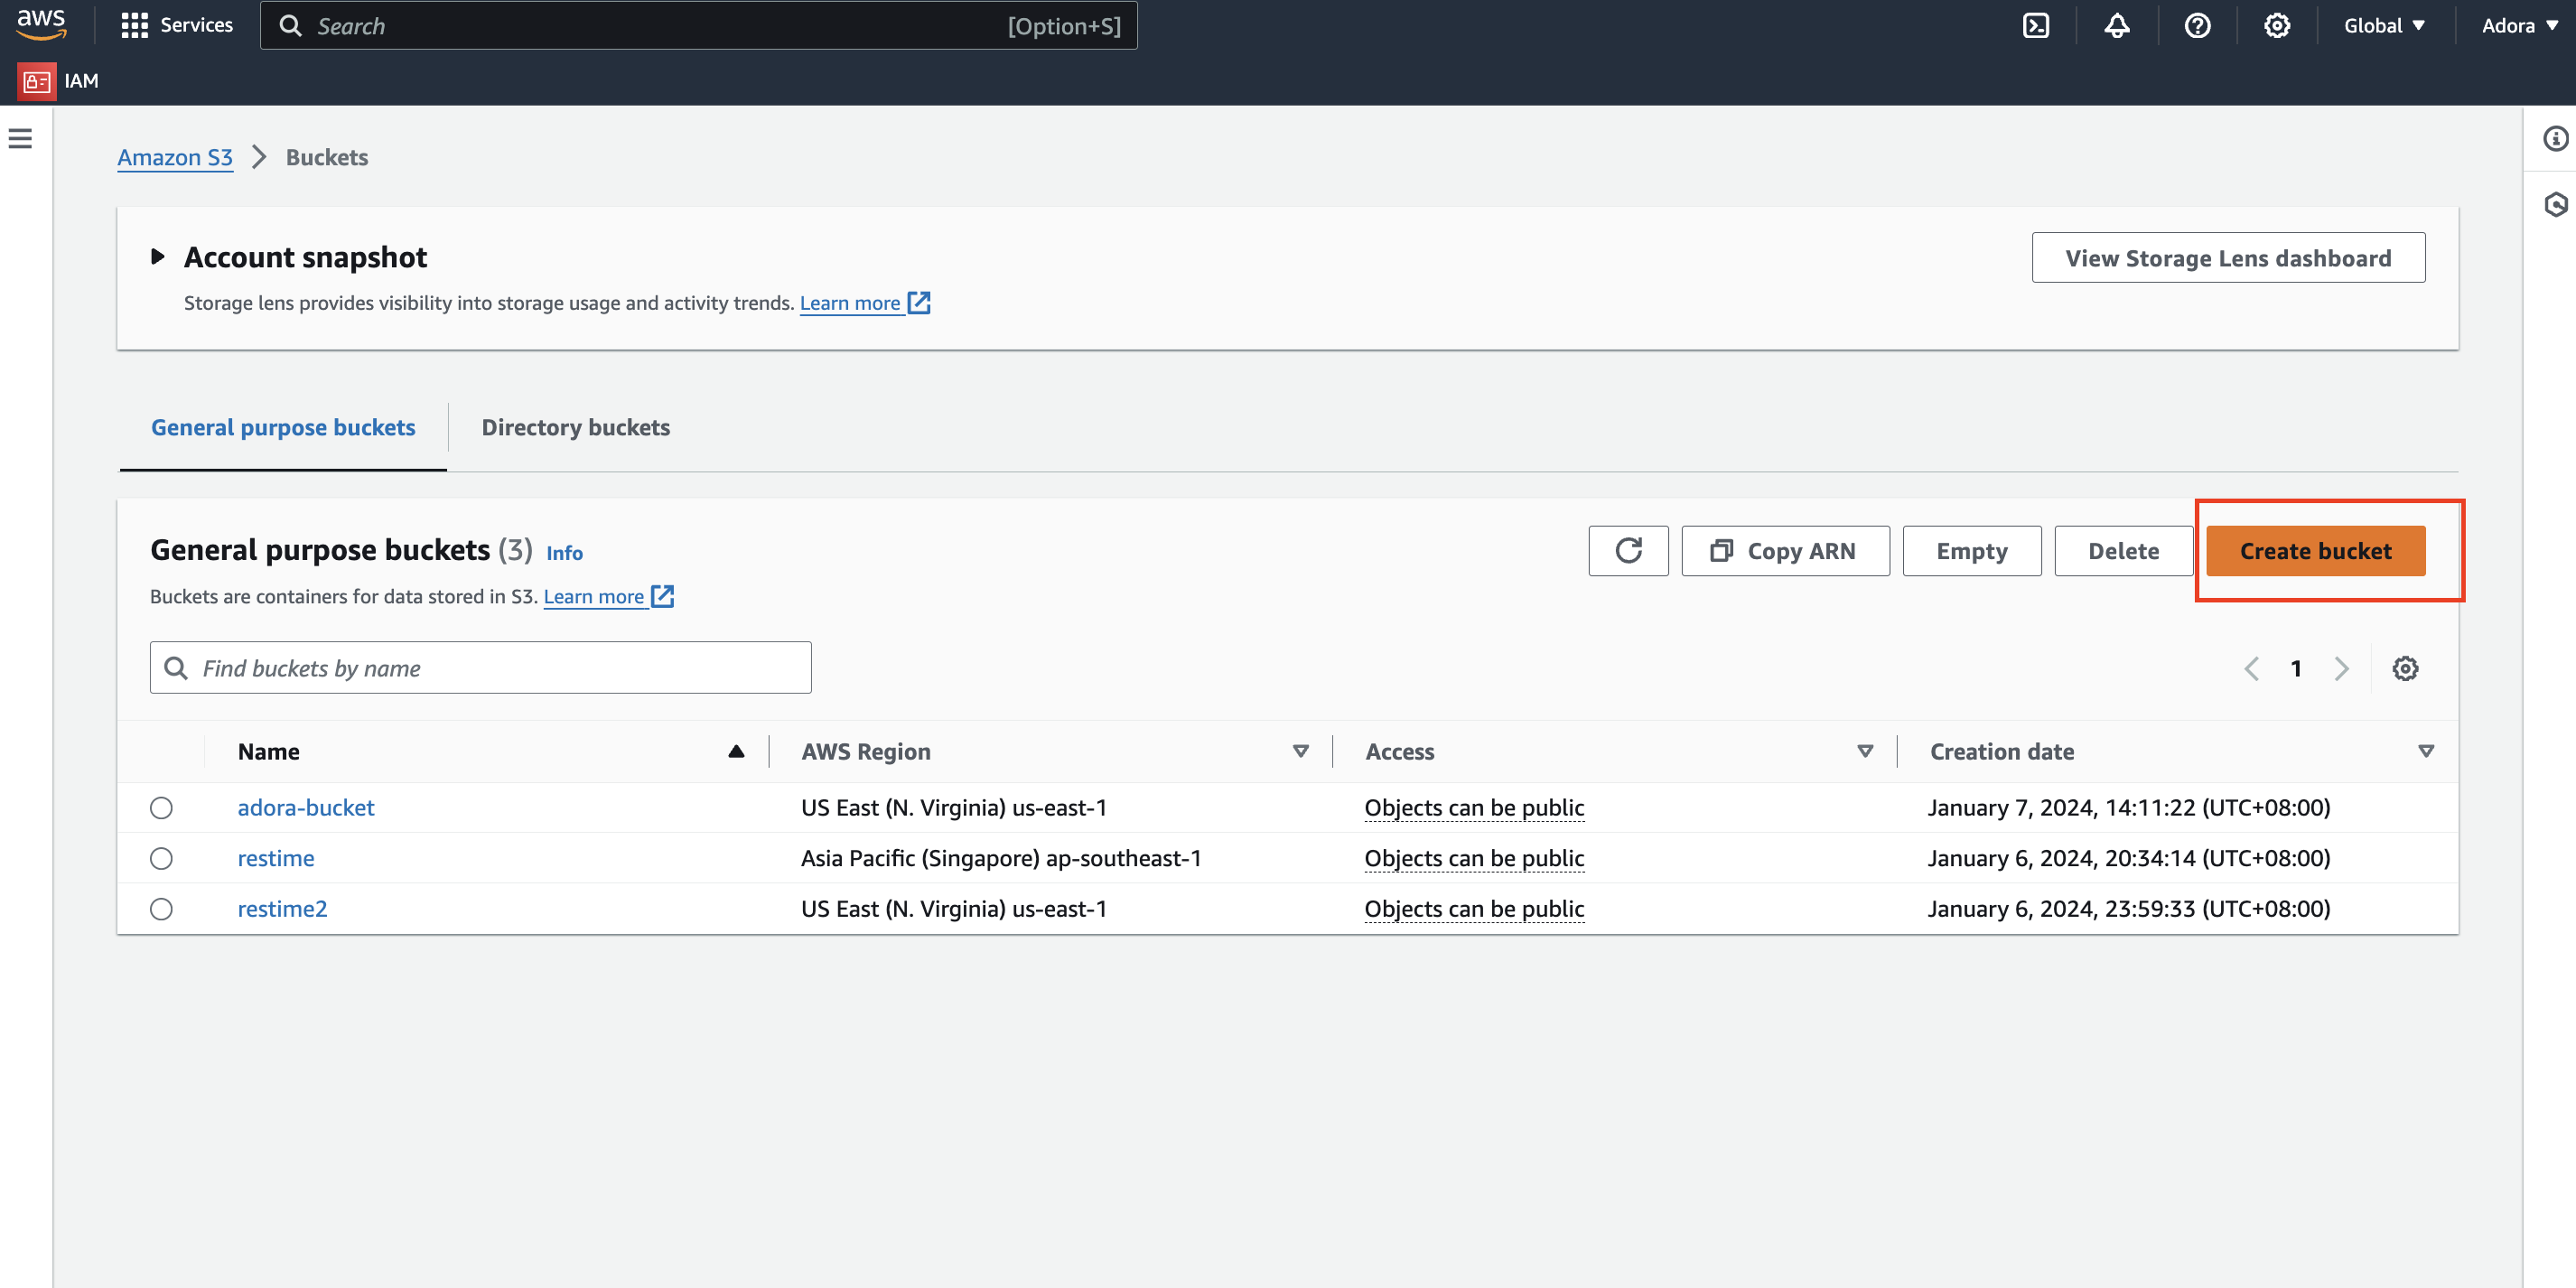 aws Services Search [Option+S] Global Adora
IAM
Amazon S3 Buckets
Account snapshot View Storage Lens dashboard
Storage lens provides visibility into storage usage and activity trends. Learn more
General purpose buckets Directory buckets
General purpose buckets (3) Info Copy ARN Empty Delete Create bucket
Buckets are containers for data stored in S3. Learn more
Find buckets by name 1
Name AWS Region Access Creation date
adora-bucket US East (N. Virginia) us-east-1 Objects can be public January 7, 2024, 14:11:22 (UTC+08:00)
restime Asia Pacific (Singapore) ap-southeast-1 Objects can be public January 6, 2024, 20:34:14 (UTC+08:00)
restime2 US East (N. Virginia) us-east-1 Objects can be public January 6, 2024, 23:59:33 (UTC+08:00)